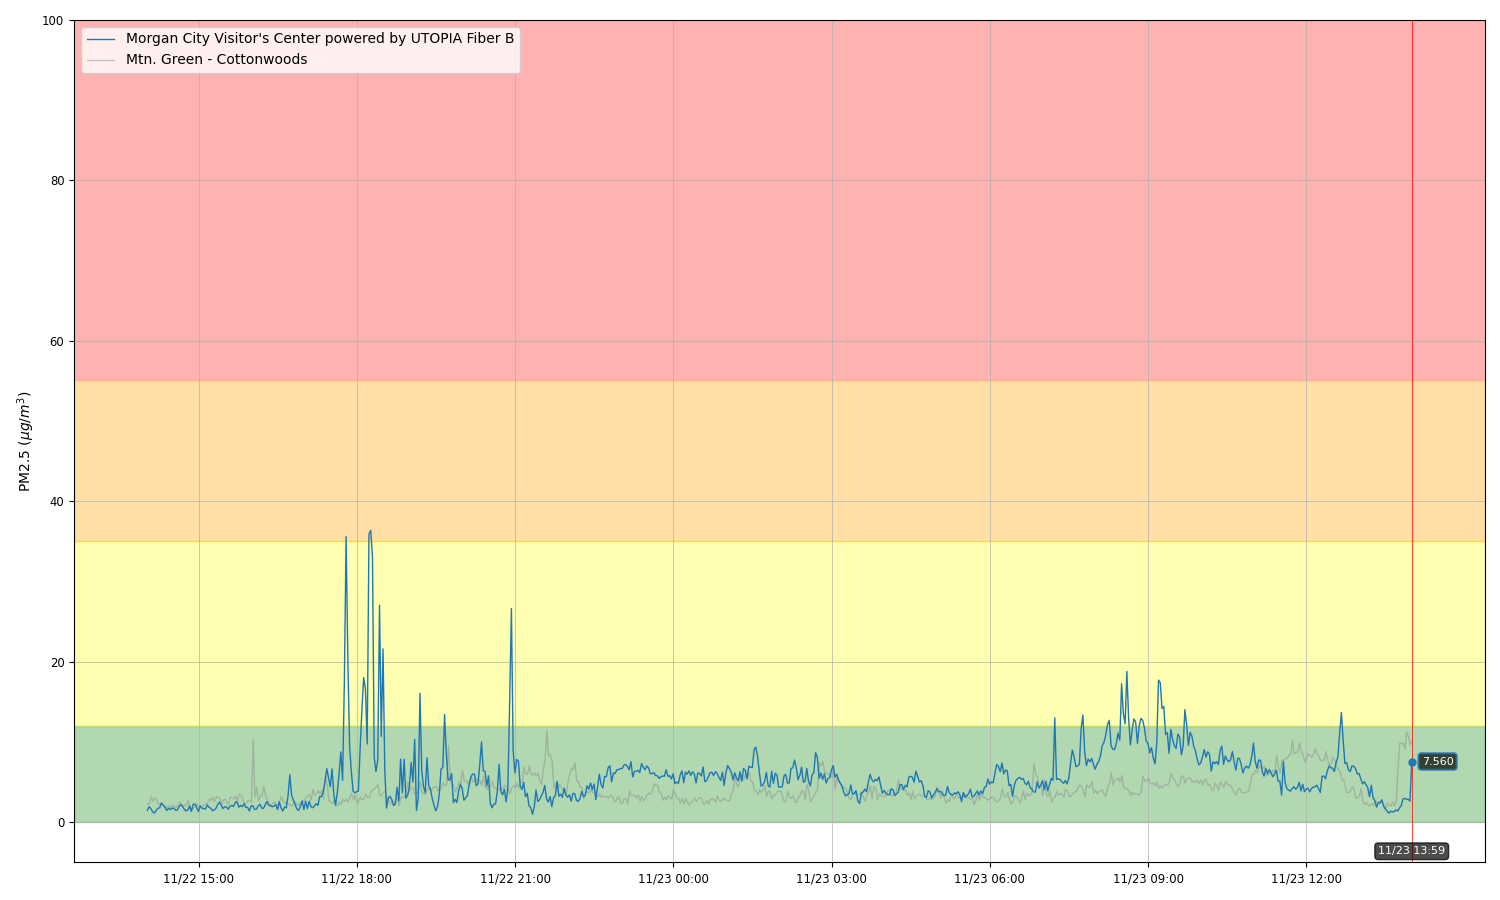 100
Morgan City Visitor's Center powered by UTOPIA Fiber B
Mtn. Green - Cottonwoods
80
60
40
20
0
PM2.5 (μg/m³)
7.560
11/23 13:59
11/22 15:00 11/22 18:00 11/22 21:00 11/23 00:00 11/23 03:00 11/23 06:00 11/23 09:00 11/23 12:00